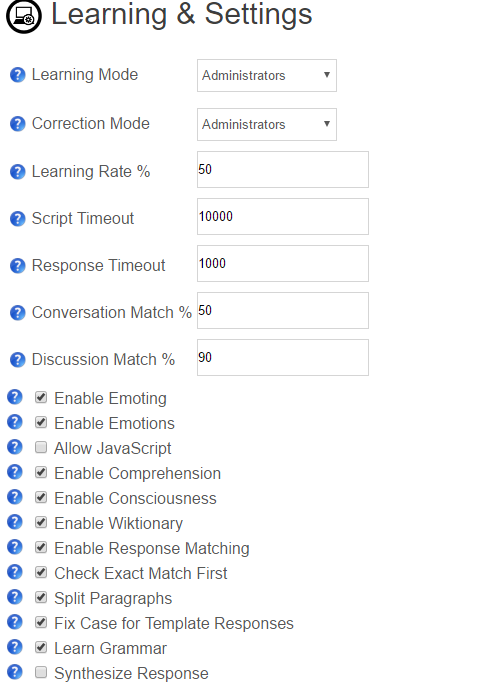 Learning & Settings
Learning Mode Administrators
Correction Mode Administrators
Learning Rate % 50
Script Timeout 10000
Response Timeout 1000
Conversation Match % 50
Discussion Match % 90
Enable Emoting
Enable Emotions
Allow JavaScript
Enable Comprehension
Enable Consciousness
Enable Wiktionary
Enable Response Matching
Check Exact Match First
Split Paragraphs
Fix Case for Template Responses
Learn Grammar
Synthesize Response